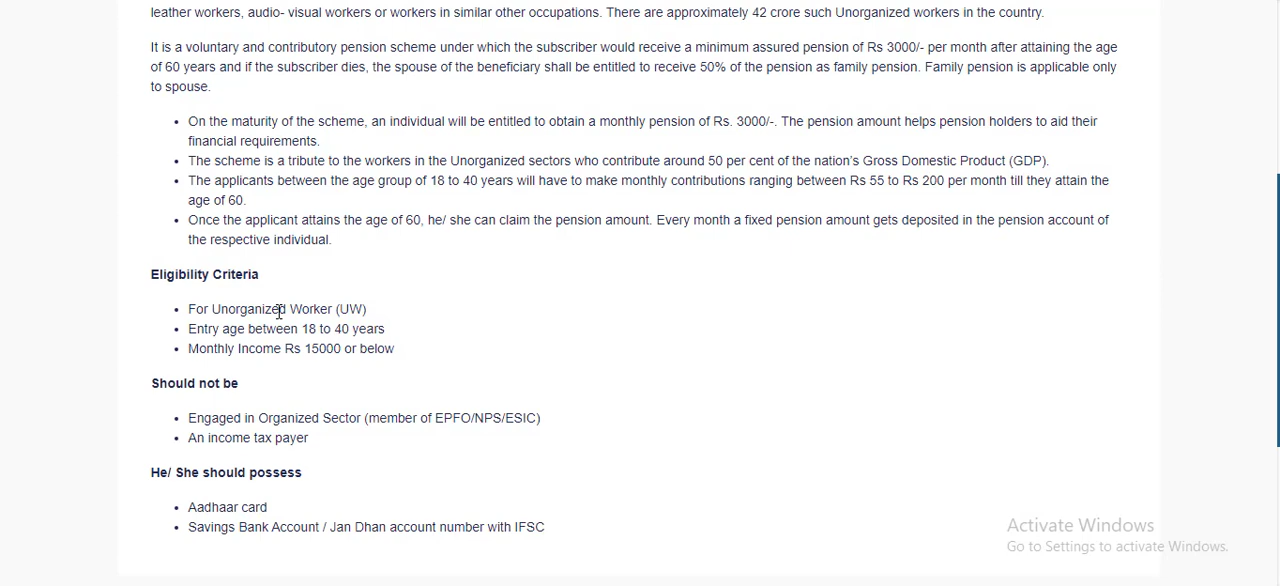 leather workers, audio- visual workers or workers in similar other occupations. There are approximately 42 crore such Unorganized workers in the country.
It is a voluntary and contributory pension scheme under which the subscriber would receive a minimum assured pension of Rs 3000/- per month after attaining the age
of 60 years and if the subscriber dies, the spouse of the beneficiary shall be entitled to receive 50% of the pension as family pension. Family pension is applicable only
to spouse.
• On the maturity of the scheme, an individual will be entitled to obtain a monthly pension of Rs. 3000/-. The pension amount helps pension holders to aid their
financial requirements.
• The scheme is a tribute to the workers in the Unorganized sectors who contribute around 50 per cent of the nation's Gross Domestic Product (GDP).
• The applicants between the age group of 18 to 40 years will have to make monthly contributions ranging between Rs 55 to Rs 200 per month till they attain the
age of 60.
• Once the applicant attains the age of 60, he/ she can claim the pension amount. Every month a fixed pension amount gets deposited in the pension account of
the respective individual.
Eligibility Criteria
• For Unorganized Worker (UW)
• Entry age between 18 to 40 years
• Monthly Income Rs 15000 or below
Should not be
• Engaged in Organized Sector (member of EPFO/NPS/ESIC)
• An income tax payer
He/ She should possess
• Aadhaar card
• Savings Bank Account / Jan Dhan account number with IFSC
Activate Windows
Go to Settings to activate Windows.